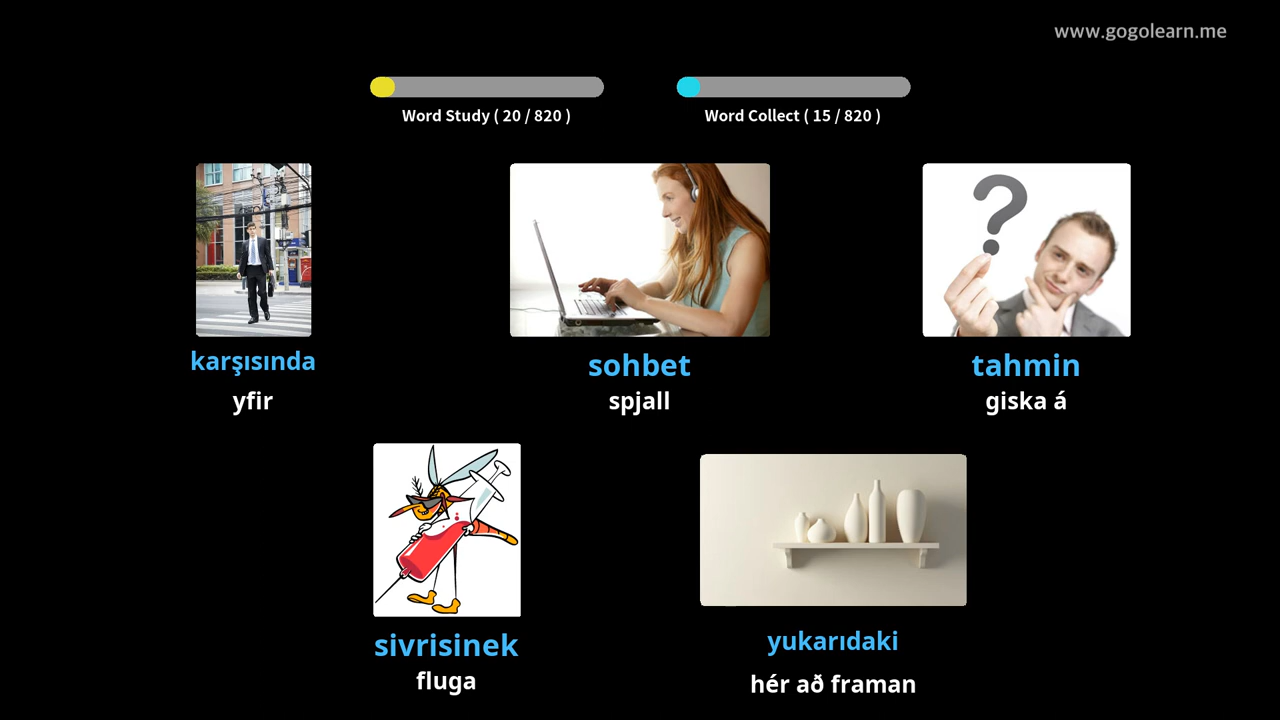 www.gogolearn.me
Word Study ( 20 / 820 )
Word Collect ( 15 / 820 )
karşısında
yfir
sohbet
spjall
tahmin
giska á
sivrisinek
fluga
yukarıdaki
hér að framan